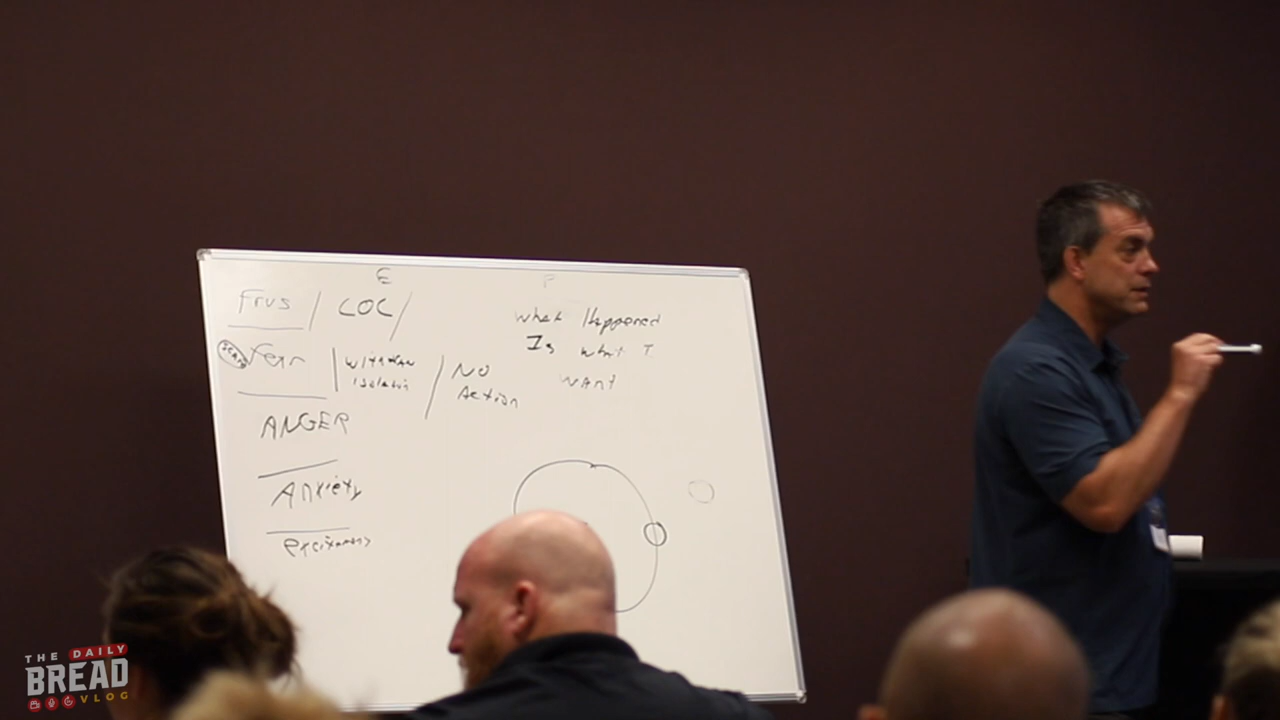 E P
Frus / COC /
Fear
No
Action
ANGER
Anxiety
What Happened
Is what I
WANT
THE DAILY
BREAD
VLOG